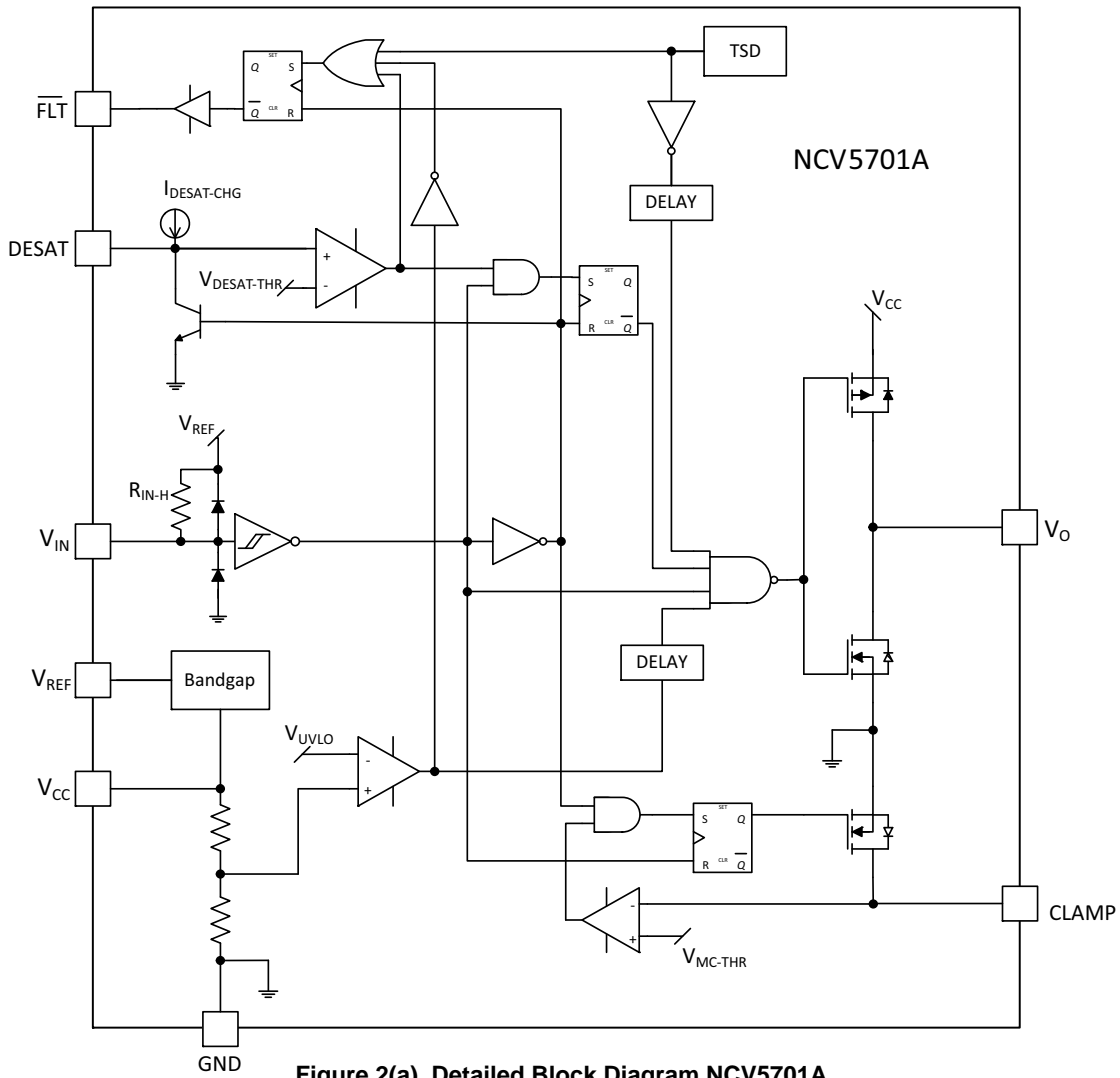 SET
Q S
Q CLR R
TSD
FLT
NCV5701A
IDESAT-CHG
DELAY
DESAT
+
VDESAT-THR -
SET
S Q
R CLR Q
VCC
VREF
RIN-H
VIN
VO
DELAY
VREF
Bandgap
VUVLO
-
VCC
+
SET
S Q
R CLR Q
-
CLAMP
+
VMC-THR
GND
Figure 2(a). Detailed Block Diagram NCV5701A